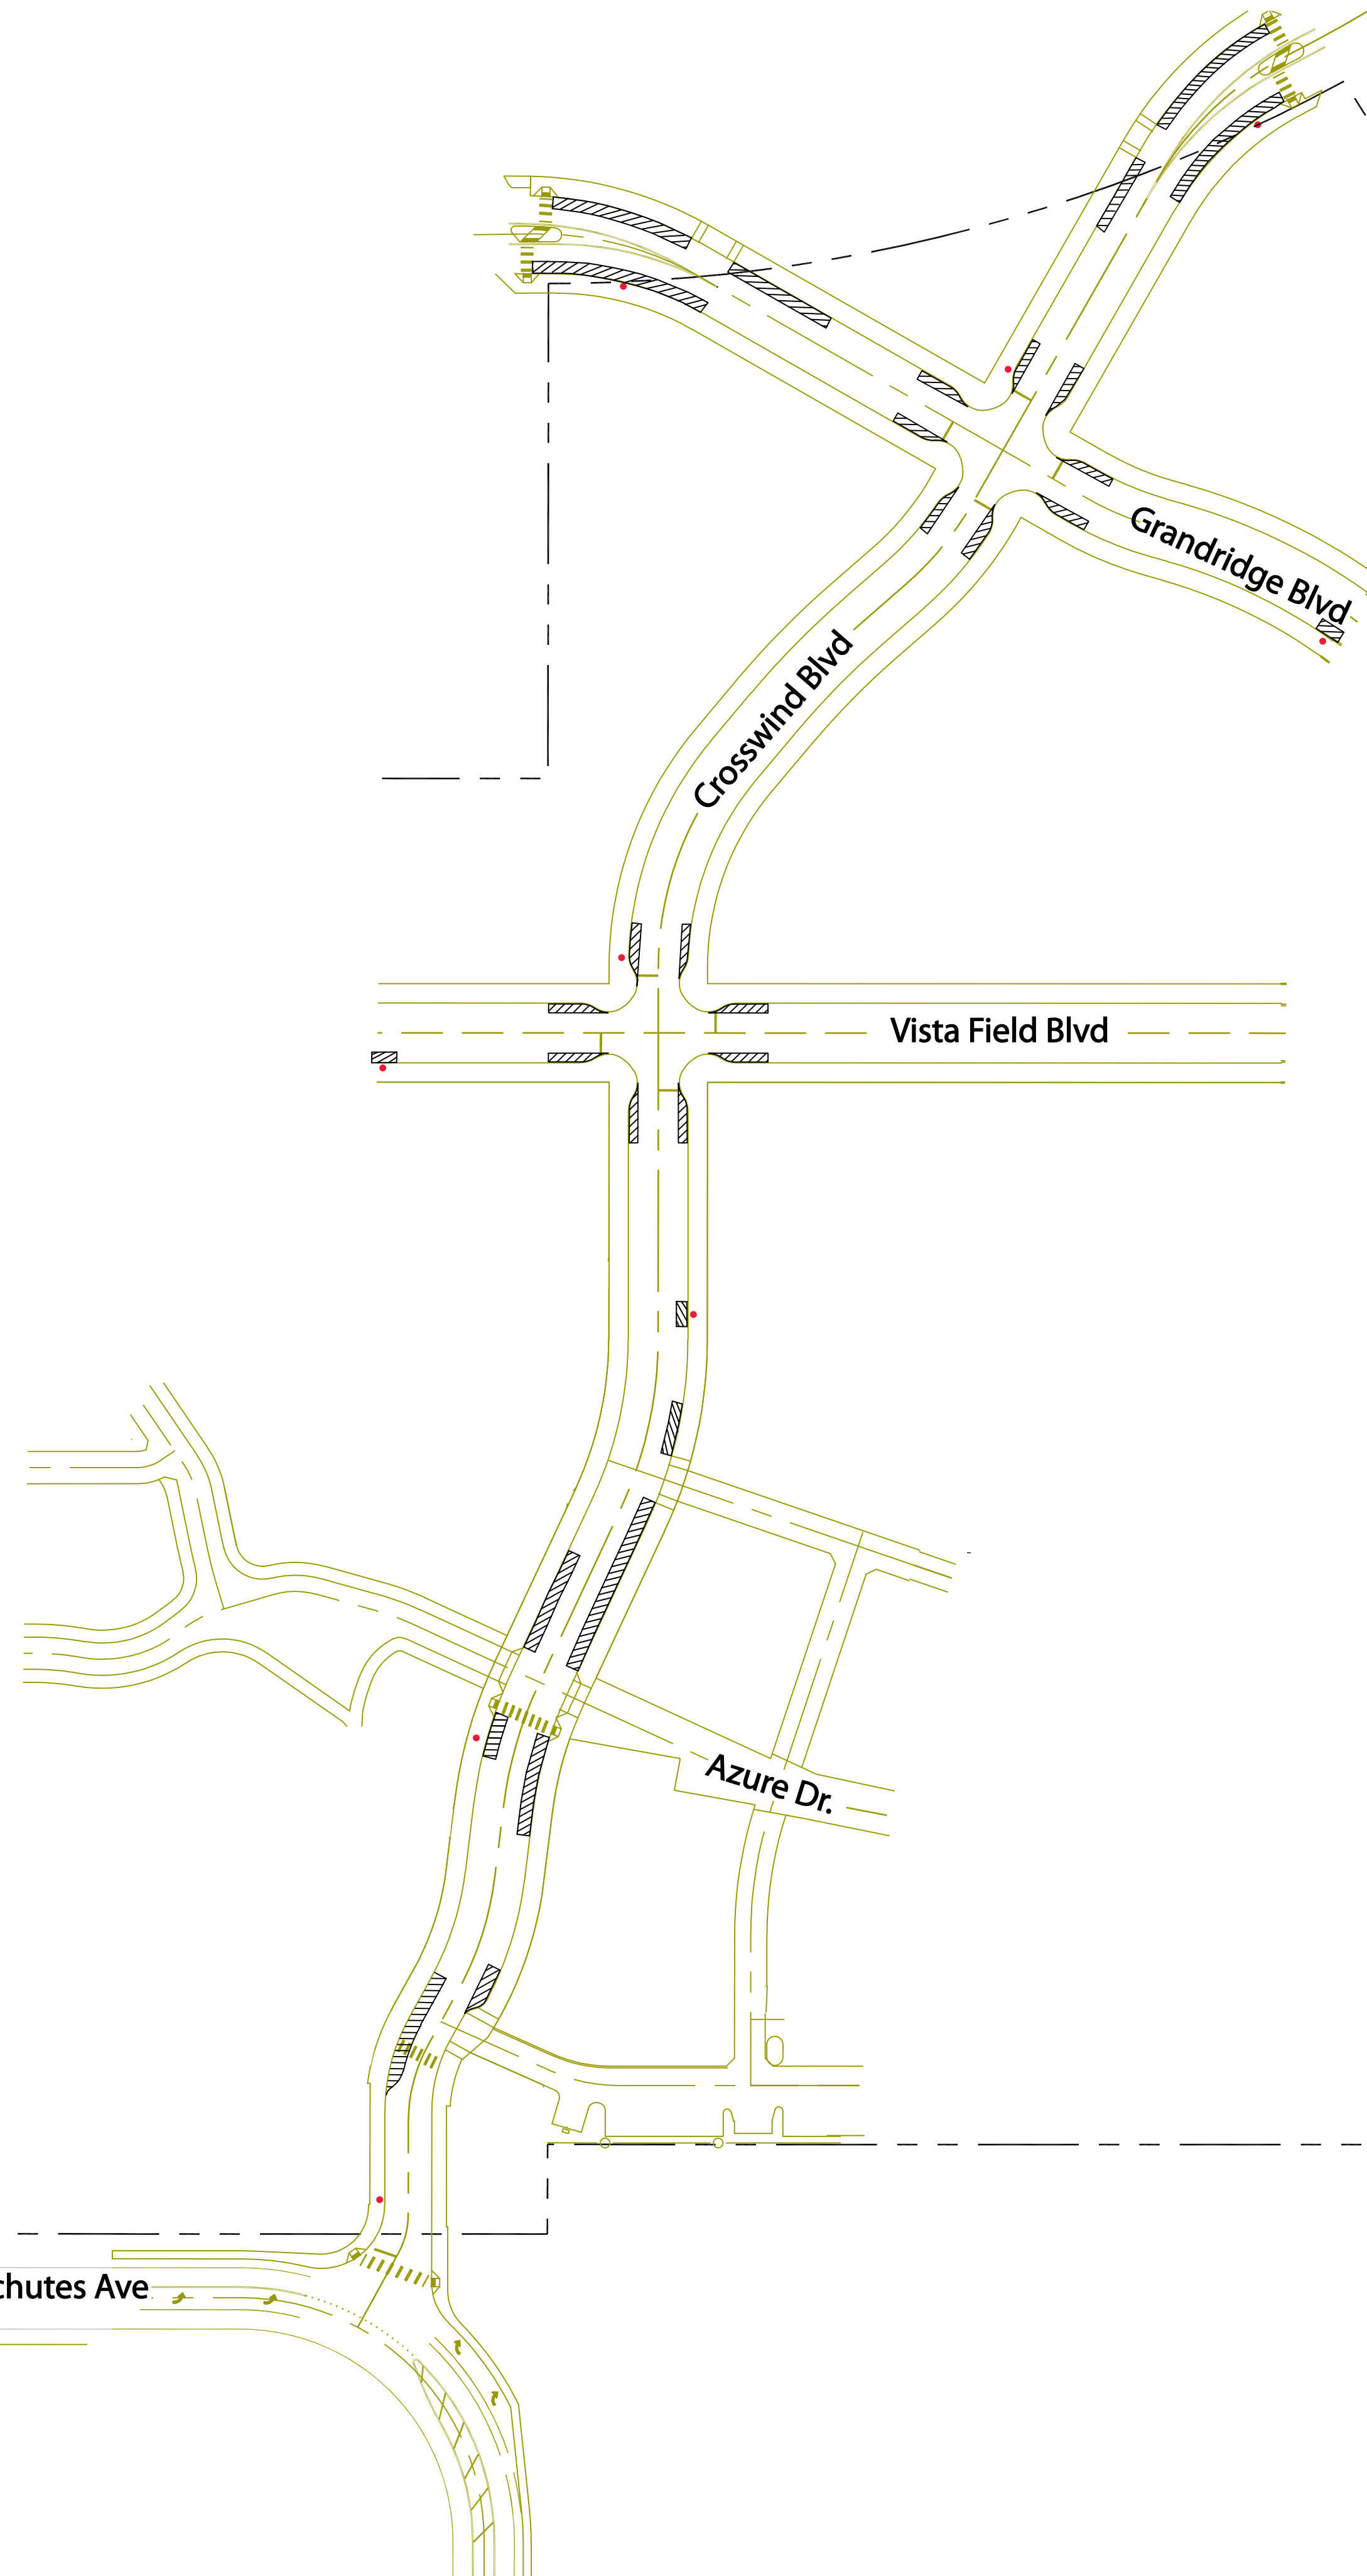 Grandridge Blvd
Crosswind Blvd
Vista Field Blvd
Azure Dr.
chutes Ave